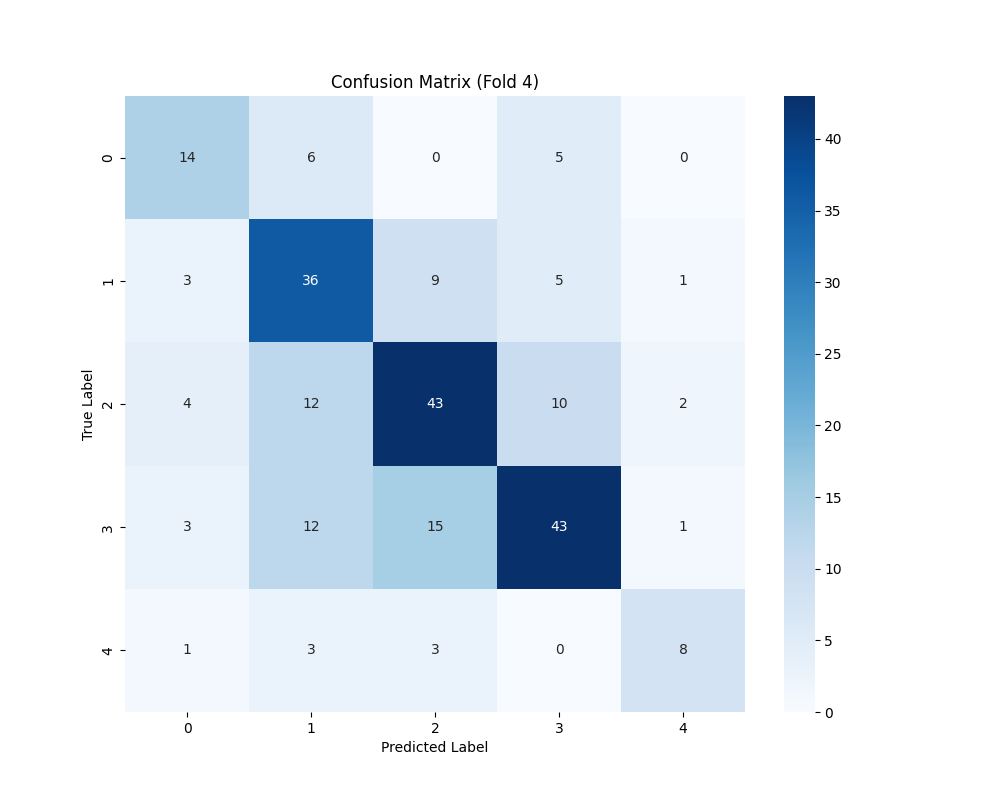 Confusion Matrix (Fold 4)
True Label
0 14 6 0 5 0
1 3 36 9 5 1
2 4 12 43 10 2
3 3 12 15 43 1
4 1 3 3 0 8
0 1 2 3 4
Predicted Label
40
35
30
25
20
15
10
5
0